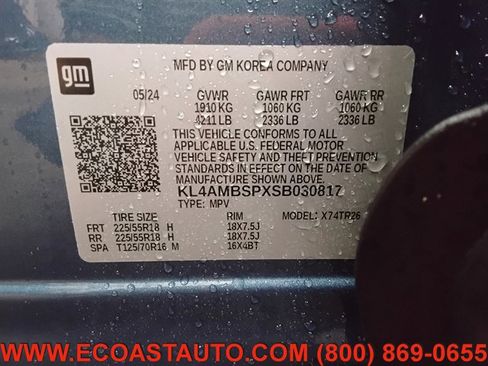 gm
MFD BY GM KOREA COMPANY
05/24 GVWR GAWR FRT GAWR RR
1910 KG 1060 KG 1060 KG
4211 LB 2336 LB 2336 LB
THIS VEHICLE CONFORMS TO ALL
APPLICABLE U.S. FEDERAL MOTOR
VEHICLE SAFETY AND THEFT PREVENTION
STANDARDS IN EFFECT ON THE DATE OF
MANUFACTURE SHOWN ABOVE.
KL4AMBSPXSB030817
TYPE: MPV MODEL: X74TR26
TIRE SIZE RIM
FRT 225/55R18 H 18X7.5J
RR 225/55R18 H 18X7.5J
SPA T125/70R16 M 16X4BT
WWW.ECOASTAUTO.COM (800) 869-0655